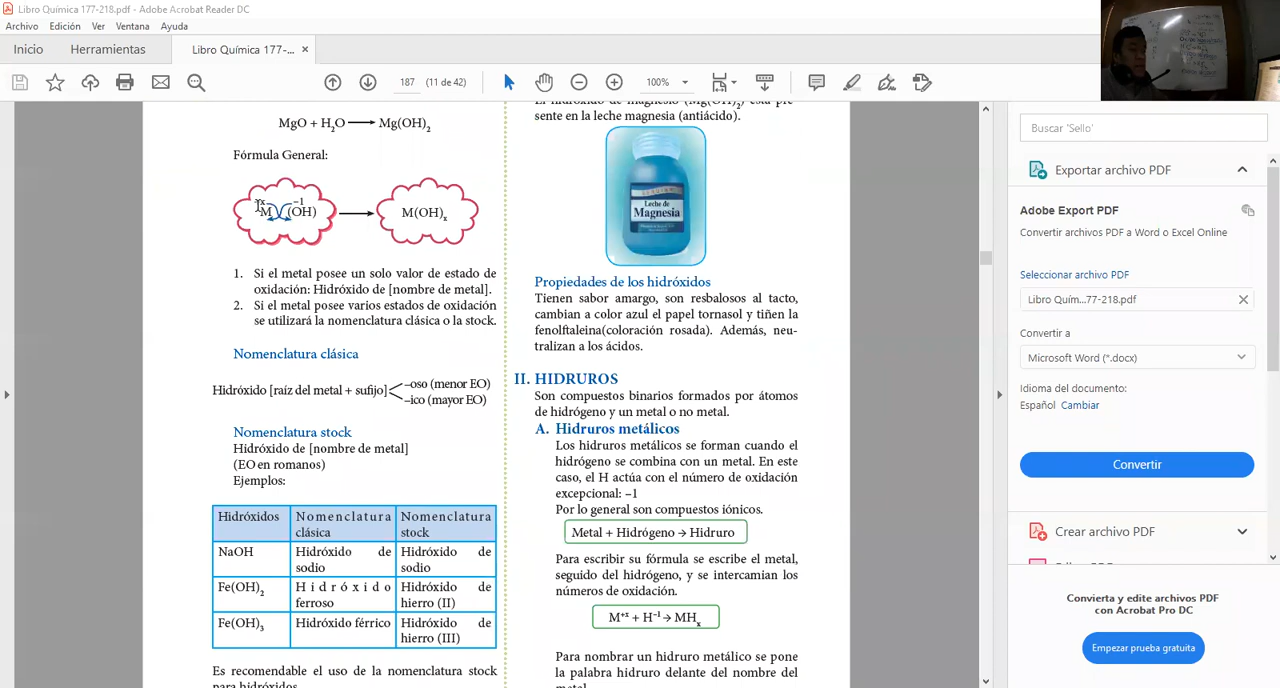 Libro Química 177-218.pdf - Adobe Acrobat Reader DC
Archivo Edición Ver Ventana Ayuda
Inicio Herramientas Libro Química 177-... ×
187 (11 de 42) 100%
MgO + H₂O ⟶ Mg(OH)₂
Fórmula General:
M (OH)⁻¹ ⟶ M(OH)ₓ
1. Si el metal posee un solo valor de estado de
oxidación: Hidróxido de [nombre de metal].
2. Si el metal posee varios estados de oxidación
se utilizará la nomenclatura clásica o la stock.
Nomenclatura clásica
Hidróxido [raíz del metal + sufijo]
–oso (menor EO)
–ico (mayor EO)
Nomenclatura stock
Hidróxido de [nombre de metal]
(EO en romanos)
Ejemplos:
Hidróxidos Nomenclatura clásica Nomenclatura stock
NaOH Hidróxido de sodio Hidróxido de sodio
Fe(OH)₂ Hidróxido ferroso Hidróxido de hierro (II)
Fe(OH)₃ Hidróxido férrico Hidróxido de hierro (III)
Es recomendable el uso de la nomenclatura stock
para hidróxidos
El hidróxido de magnesio (Mg(OH)₂) está pre-
sente en la leche magnesia (antiácido).
Leche de
Magnesia
Propiedades de los hidróxidos
Tienen sabor amargo, son resbalosos al tacto,
cambian a color azul el papel tornasol y tiñen la
fenolftaleina(coloración rosada). Además, neu-
tralizan a los ácidos.
II. HIDRUROS
Son compuestos binarios formados por átomos
de hidrógeno y un metal o no metal.
A. Hidruros metálicos
Los hidruros metálicos se forman cuando el
hidrógeno se combina con un metal. En este
caso, el H actúa con el número de oxidación
excepcional: –1
Por lo general son compuestos iónicos.
Metal + Hidrógeno → Hidruro
Para escribir su fórmula se escribe el metal,
seguido del hidrógeno, y se intercamian los
números de oxidación.
M⁺ˣ + H⁻¹ → MHₓ
Para nombrar un hidruro metálico se pone
la palabra hidruro delante del nombre del
metal.
Buscar 'Sello'
Exportar archivo PDF
Adobe Export PDF
Convertir archivos PDF a Word o Excel Online
Seleccionar archivo PDF
Libro Quím...77-218.pdf
Convertir a
Microsoft Word (*.docx)
Idioma del documento:
Español Cambiar
Convertir
Crear archivo PDF
Convierta y edite archivos PDF
con Acrobat Pro DC
Empezar prueba gratuita